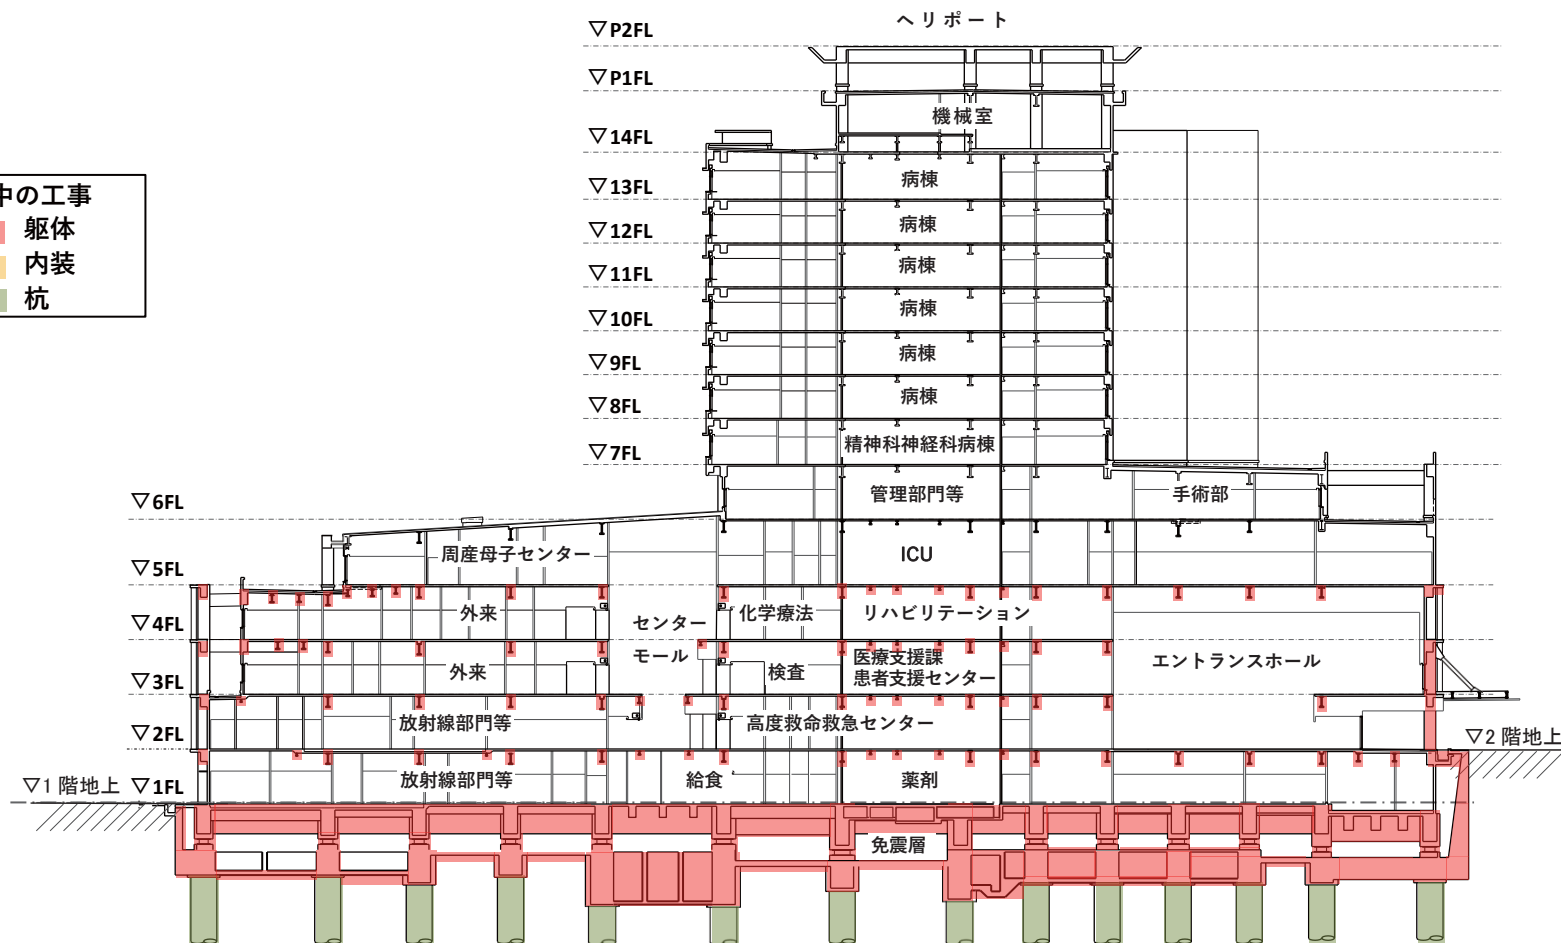 ヘリポート
▽P2FL
▽P1FL
機械室
▽14FL
中の工事
躯体
内装
杭
病棟
▽13FL
病棟
▽12FL
病棟
▽11FL
病棟
▽10FL
病棟
▽9FL
病棟
▽8FL
精神科神経科病棟
▽7FL
管理部門等
手術部
▽6FL
周産母子センター
ICU
▽5FL
外来
化学療法
リハビリテーション
▽4FL
センター
モール
外来
検査
医療支援課
患者支援センター
エントランスホール
▽3FL
放射線部門等
高度救命救急センター
▽2FL
▽2 階地上
放射線部門等
給食
薬剤
▽1 階地上
▽1FL
免震層